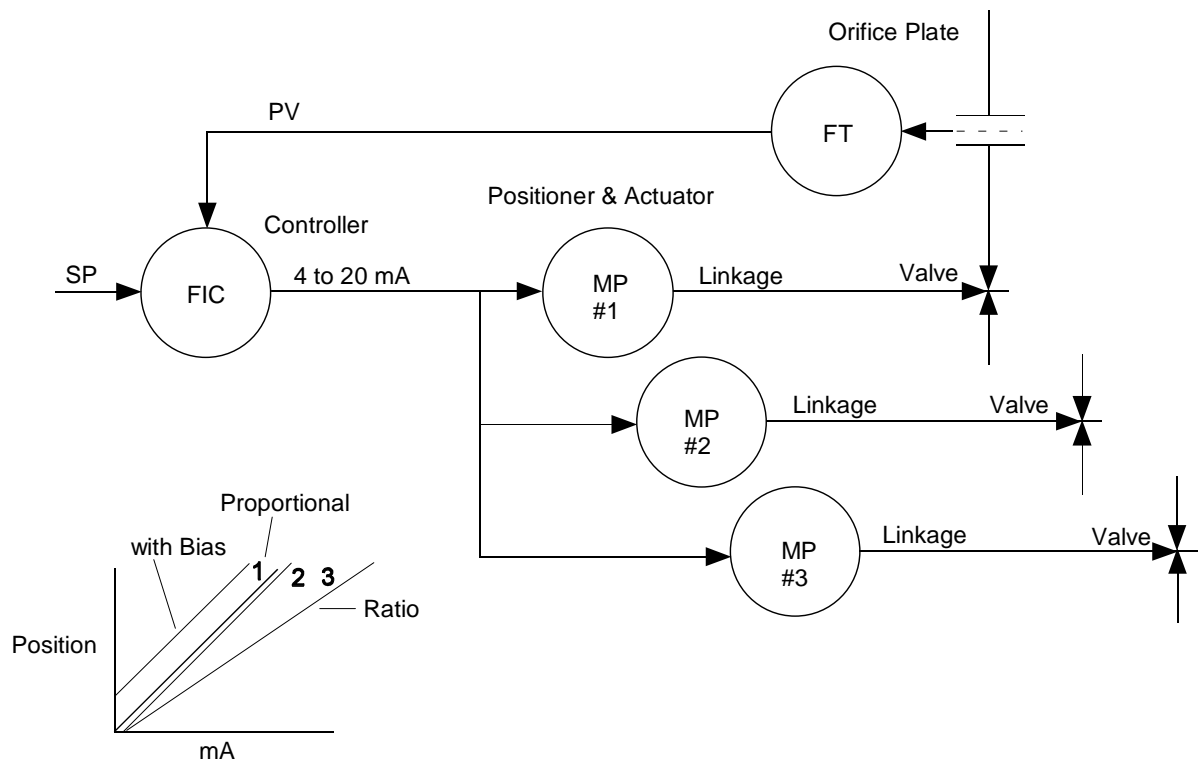 Orifice Plate
PV
FT
Positioner & Actuator
Controller
SP
FIC
4 to 20 mA
MP
#1
Linkage
Valve
MP
#2
Linkage
Valve
MP
#3
Linkage
Valve
Proportional
with Bias
1
2
3
Ratio
Position
mA